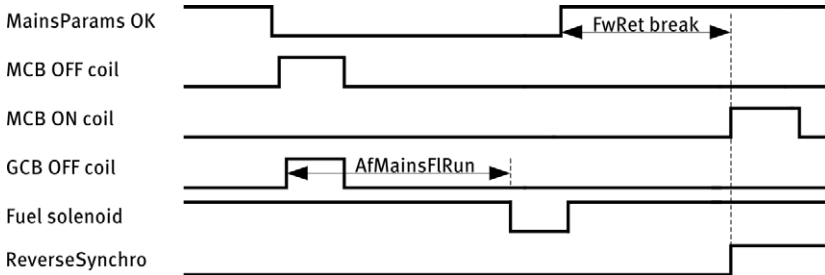 MainsParams OK
FwRet break
MCB OFF coil
MCB ON coil
GCB OFF coil
AfMainsFlRun
Fuel solenoid
ReverseSynchro